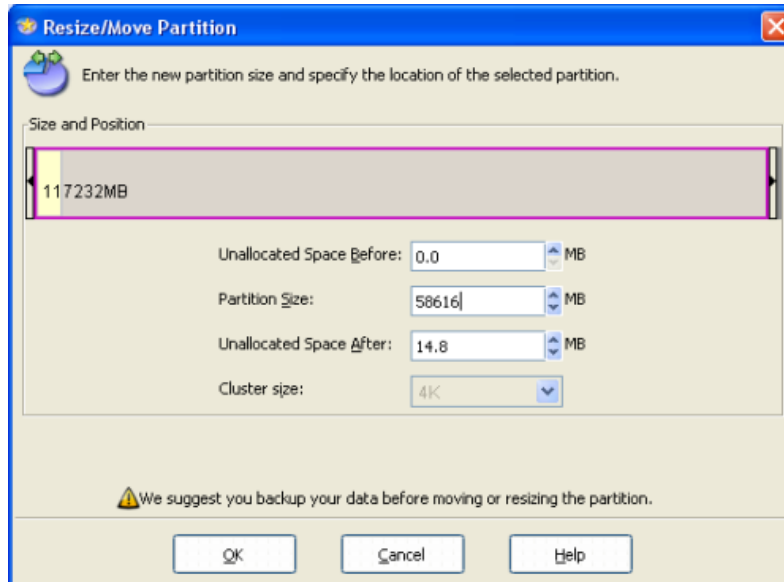 Resize/Move Partition
Enter the new partition size and specify the location of the selected partition.
Size and Position
117232MB
Unallocated Space Before: 0.0 MB
Partition Size: 58616 MB
Unallocated Space After: 14.8 MB
Cluster size: 4K
We suggest you backup your data before moving or resizing the partition.
OK Cancel Help